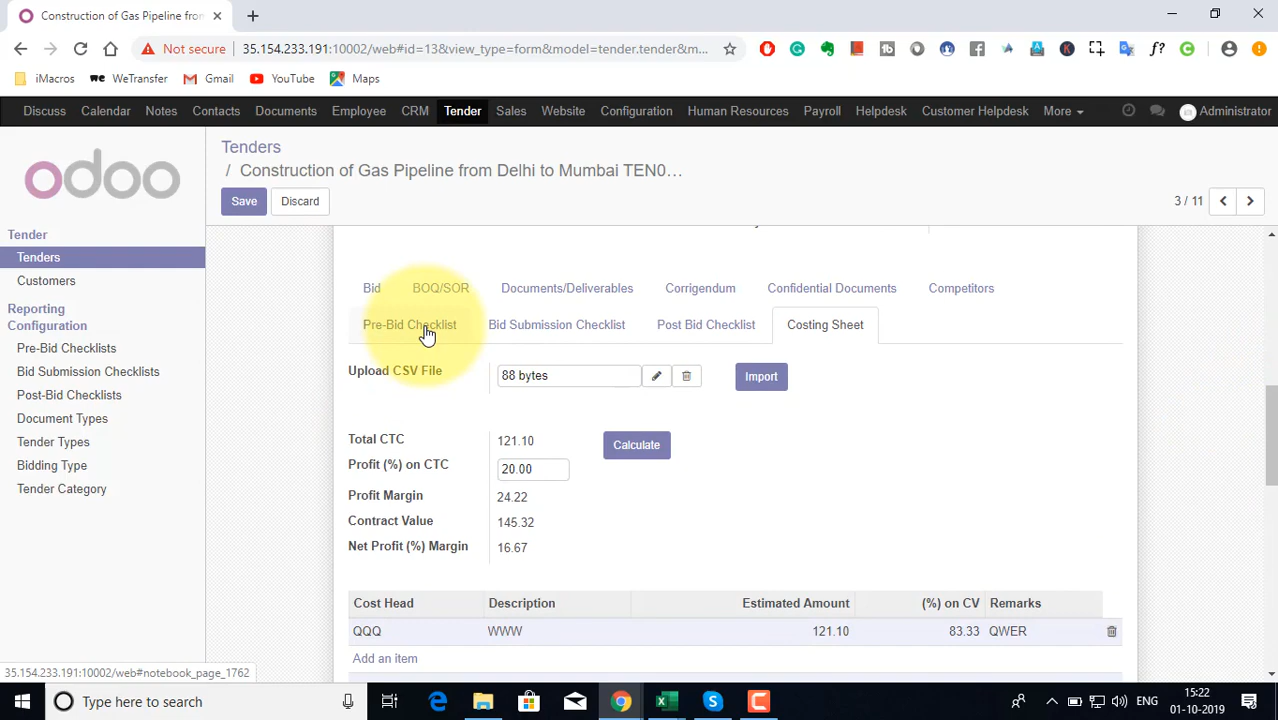 Construction of Gas Pipeline from
Not secure 35.154.233.191:10002/web#id=13&view_type=form&model=tender.tender&m...
iMacros WeTransfer Gmail YouTube Maps
Discuss Calendar Notes Contacts Documents Employee CRM Tender Sales Website Configuration Human Resources Payroll Helpdesk Customer Helpdesk More Administrator
odoo
Tenders
/ Construction of Gas Pipeline from Delhi to Mumbai TEN0...
Save Discard 3 / 11
Tender
Tenders
Customers
Reporting
Configuration
Pre-Bid Checklists
Bid Submission Checklists
Post-Bid Checklists
Document Types
Tender Types
Bidding Type
Tender Category
Bid BOQ/SOR Documents/Deliverables Corrigendum Confidential Documents Competitors
Pre-Bid Checklist Bid Submission Checklist Post Bid Checklist Costing Sheet
Upload CSV File 88 bytes Import
Total CTC 121.10 Calculate
Profit (%) on CTC 20.00
Profit Margin 24.22
Contract Value 145.32
Net Profit (%) Margin 16.67
Cost Head Description Estimated Amount (%) on CV Remarks
QQQ WWW 121.10 83.33 QWER
Add an item
35.154.233.191:10002/web#notebook_page_1762
Type here to search
ENG
15:22
01-10-2019